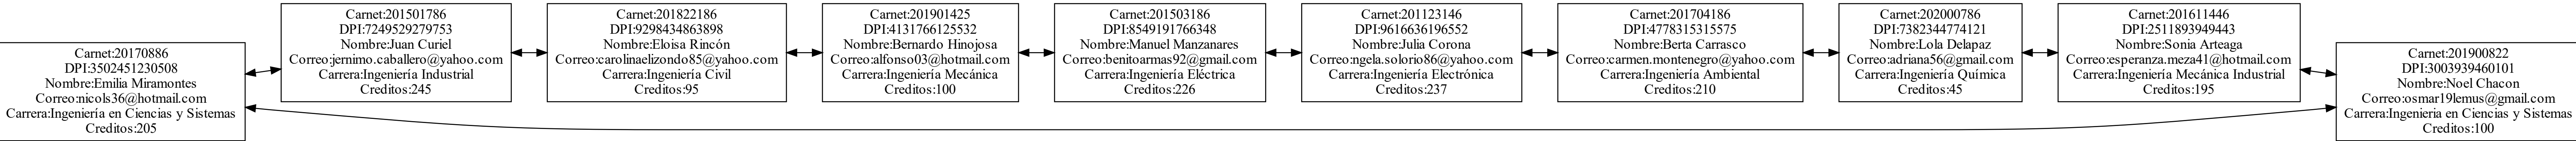 Carnet:20170886
DPI:3502451230508
Nombre:Emilia Miramontes
Correo:nicols36@hotmail.com
Carrera:Ingeniería en Ciencias y Sistemas
Creditos:205
Carnet:201501786
DPI:7249529279753
Nombre:Juan Curiel
Correo:jernimo.caballero@yahoo.com
Carrera:Ingeniería Industrial
Creditos:245
Carnet:201822186
DPI:9298434863898
Nombre:Eloisa Rincón
Correo:carolinaelizondo85@yahoo.com
Carrera:Ingeniería Civil
Creditos:95
Carnet:201901425
DPI:4131766125532
Nombre:Bernardo Hinojosa
Correo:alfonso03@hotmail.com
Carrera:Ingeniería Mecánica
Creditos:100
Carnet:201503186
DPI:8549191766348
Nombre:Manuel Manzanares
Correo:benitoarmas92@gmail.com
Carrera:Ingeniería Eléctrica
Creditos:226
Carnet:201123146
DPI:9616636196552
Nombre:Julia Corona
Correo:ngela.solorio86@yahoo.com
Carrera:Ingeniería Electrónica
Creditos:237
Carnet:201704186
DPI:4778315315575
Nombre:Berta Carrasco
Correo:carmen.montenegro@yahoo.com
Carrera:Ingeniería Ambiental
Creditos:210
Carnet:202000786
DPI:7382344774121
Nombre:Lola Delapaz
Correo:adriana56@gmail.com
Carrera:Ingeniería Química
Creditos:45
Carnet:201611446
DPI:2511893949443
Nombre:Sonia Arteaga
Correo:esperanza.meza41@hotmail.com
Carrera:Ingeniería Mecánica Industrial
Creditos:195
Carnet:201900822
DPI:3003939460101
Nombre:Noel Chacon
Correo:osmar19lemus@gmail.com
Carrera:Ingenieria en Ciencias y Sistemas
Creditos:100